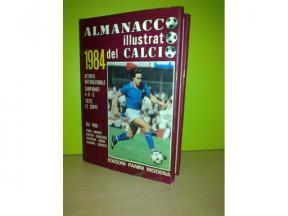 ALMANACCO
illustrato
del CALCIO
1984
ATTIVITÀ
INTERNAZIONALE
CAMPIONATI
A-B-C
TUTTE
LE COPPE
EDIZIONI PANINI MODENA